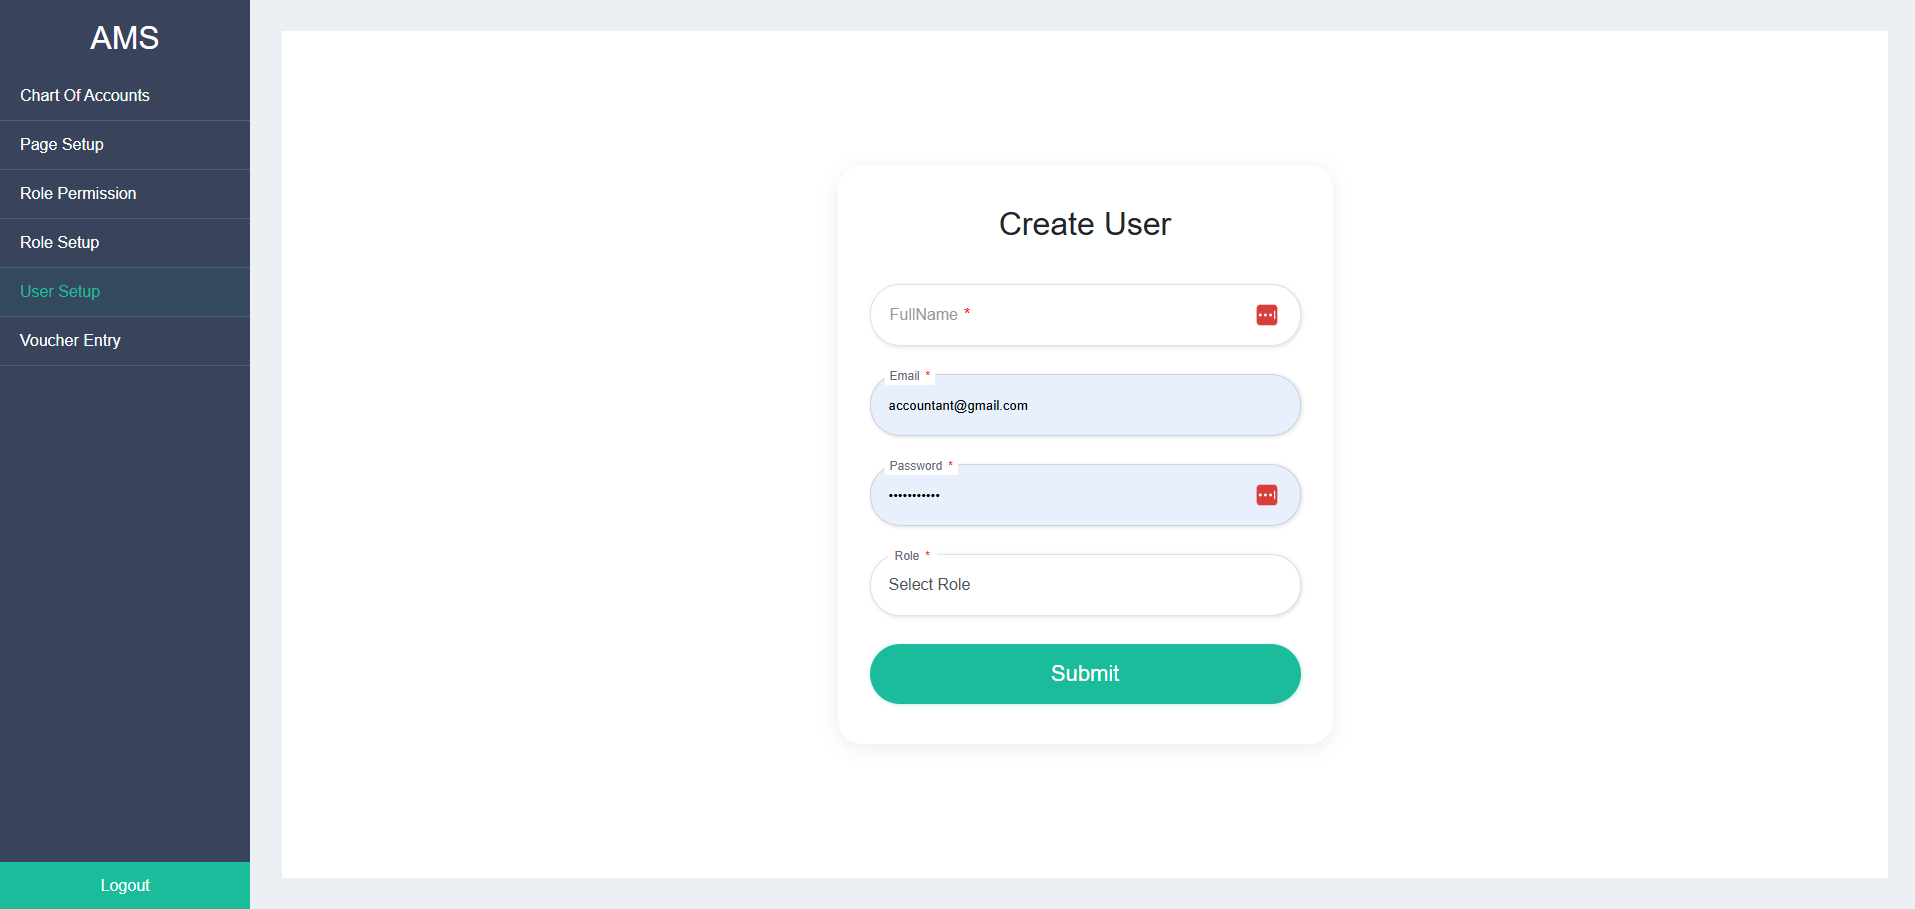 AMS
Chart Of Accounts
Page Setup
Role Permission
Role Setup
User Setup
Voucher Entry
Logout
Create User
FullName *
Email *
accountant@gmail.com
Password *
•••••••••••
Role *
Select Role
Submit